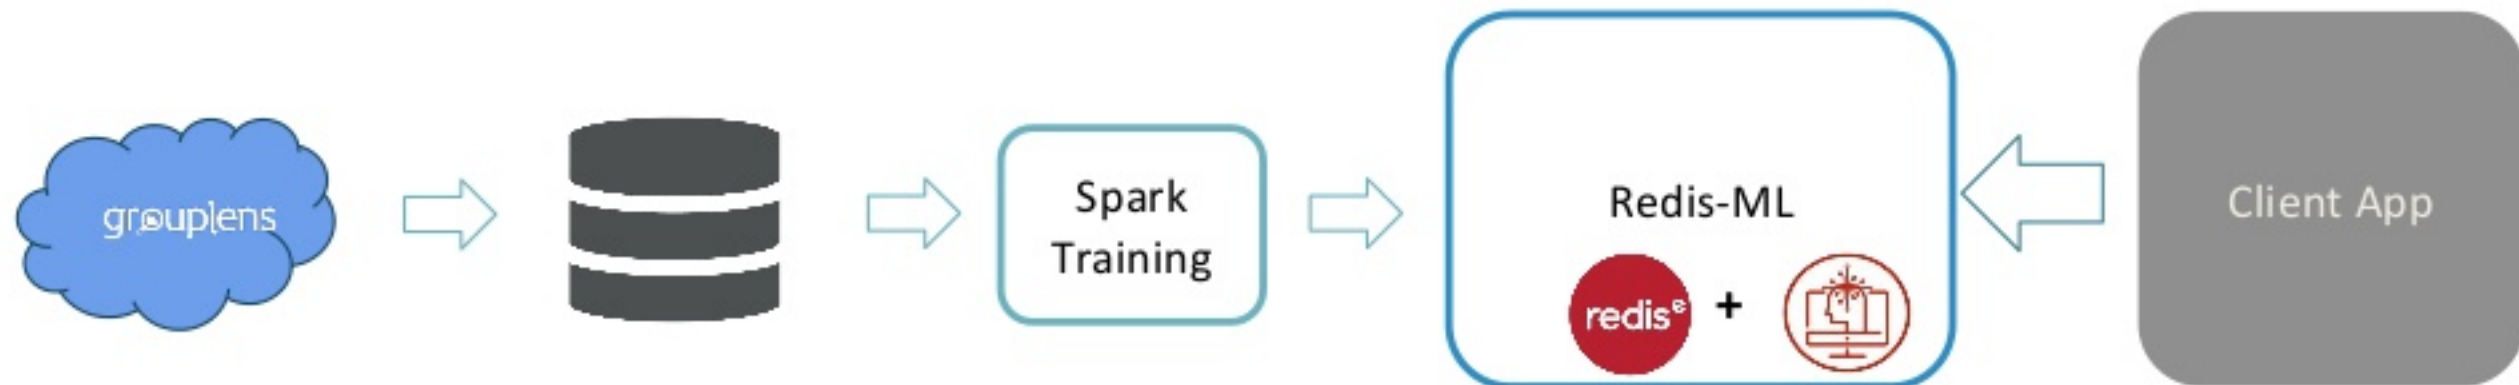 grouplens
Spark
Training
Redis-ML
redis e
+
Client App